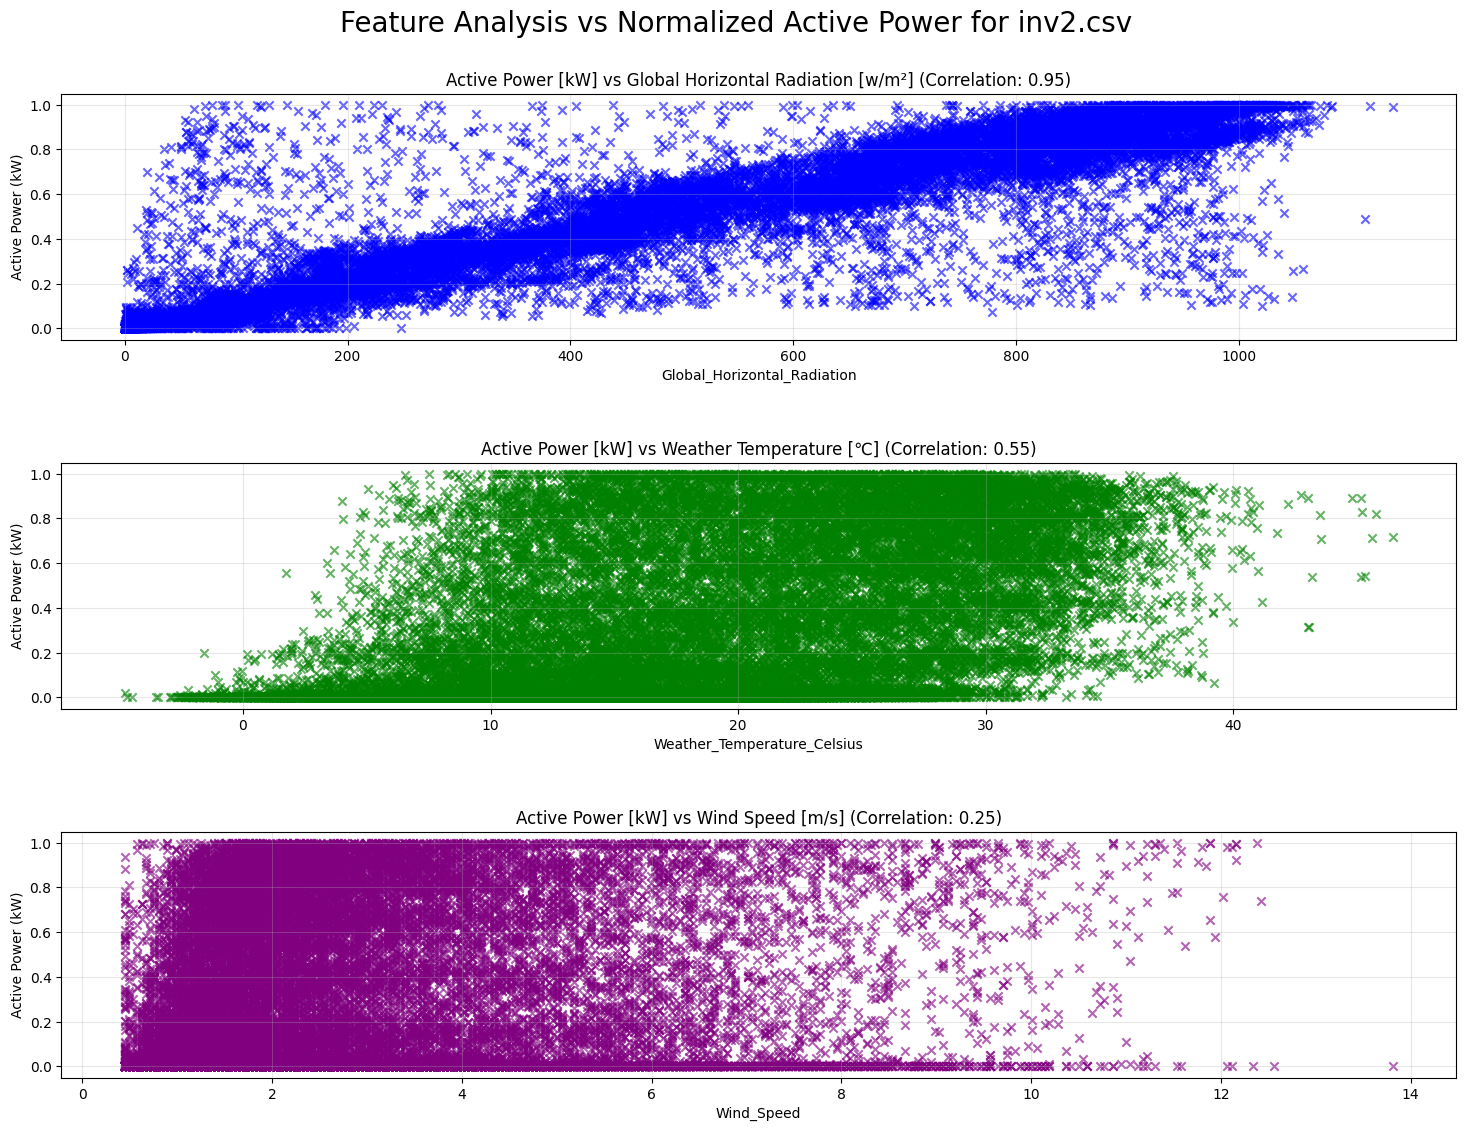 Feature Analysis vs Normalized Active Power for inv2.csv
Active Power [kW] vs Global Horizontal Radiation [w/m²] (Correlation: 0.95)
1.0
0.8
0.6
0.4
0.2
0.0
Active Power (kW)
0 200 400 600 800 1000
Global_Horizontal_Radiation
Active Power [kW] vs Weather Temperature [℃] (Correlation: 0.55)
1.0
0.8
0.6
0.4
0.2
0.0
Active Power (kW)
0 10 20 30 40
Weather_Temperature_Celsius
Active Power [kW] vs Wind Speed [m/s] (Correlation: 0.25)
1.0
0.8
0.6
0.4
0.2
0.0
Active Power (kW)
0 2 4 6 8 10 12 14
Wind_Speed